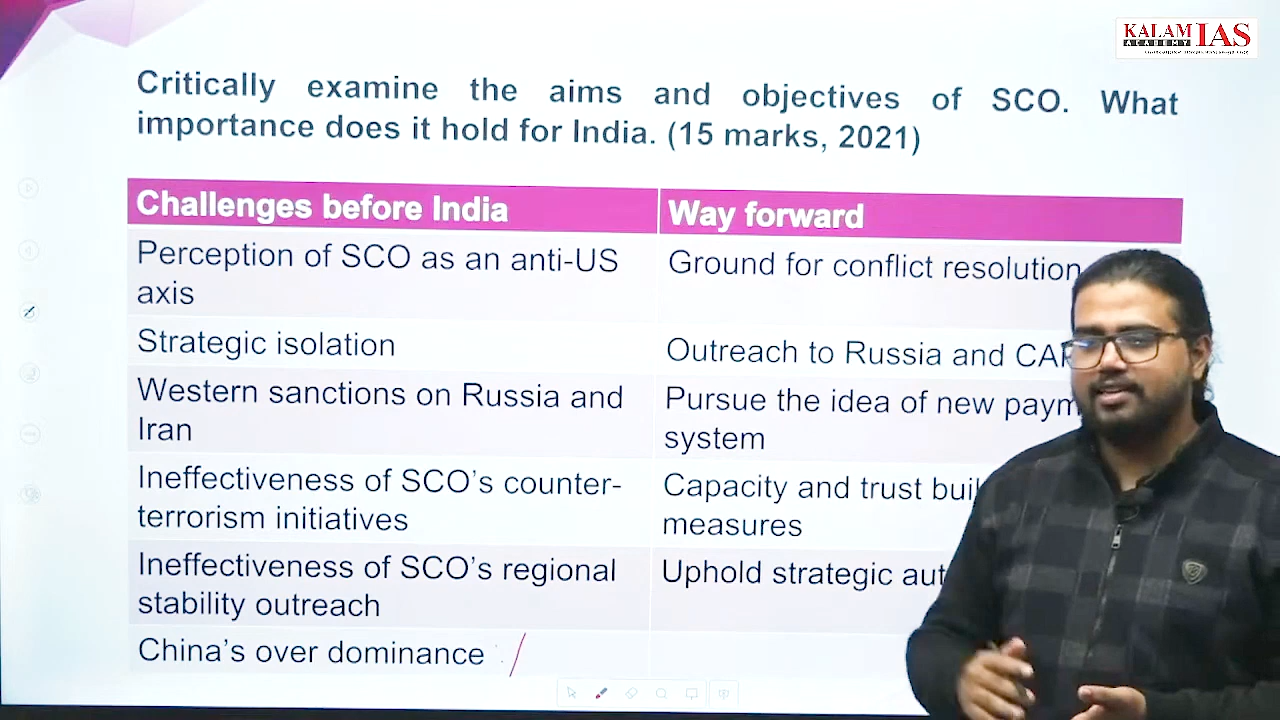 KALAM IAS
ACADEMY
Critically examine the aims and objectives of SCO. What
importance does it hold for India. (15 marks, 2021)
Challenges before India
Way forward
Perception of SCO as an anti-US
axis
Ground for conflict resolution
Strategic isolation
Outreach to Russia and
Western sanctions on Russia and
Iran
Pursue the idea of new
system
Ineffectiveness of SCO's counter-
terrorism initiatives
Capacity and trust
measures
Ineffectiveness of SCO's regional
stability outreach
Uphold strategic
China's over dominance